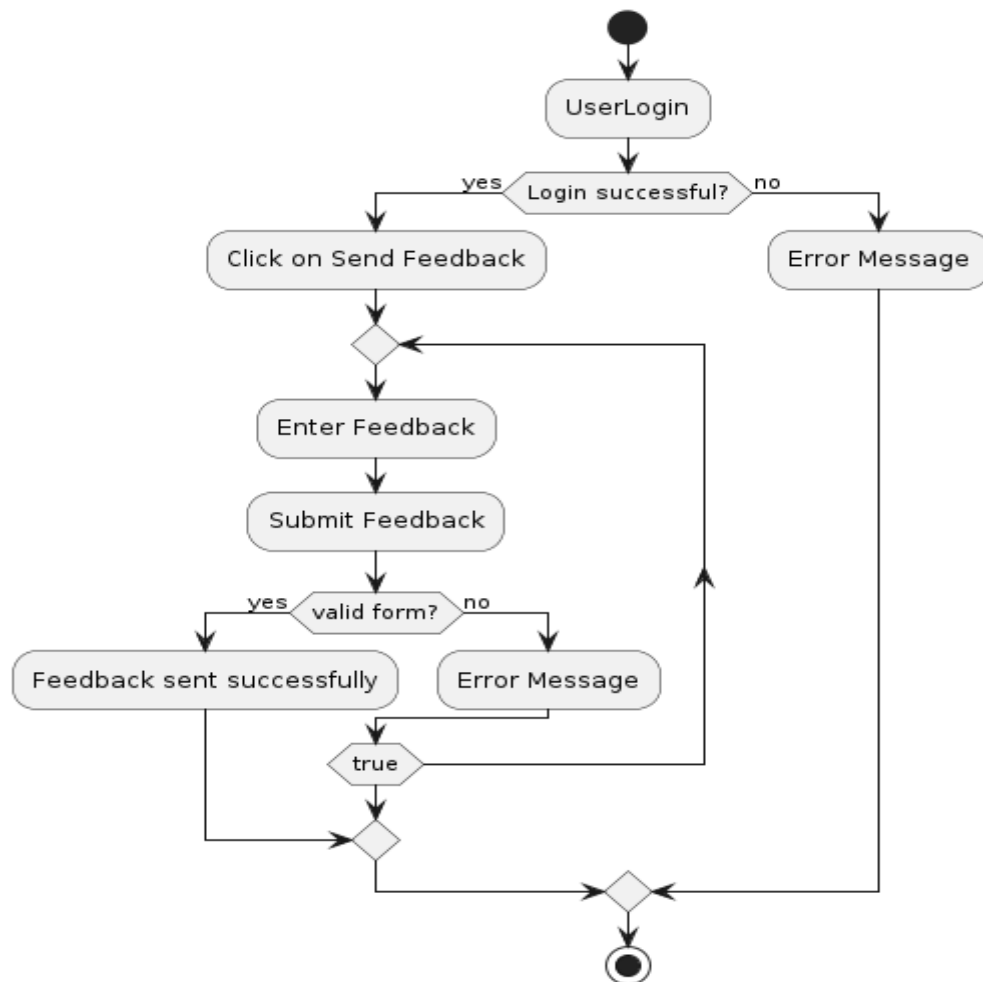 UserLogin
yes
Login successful?
no
Click on Send Feedback
Error Message
Enter Feedback
Submit Feedback
yes
valid form?
no
Feedback sent successfully
Error Message
true